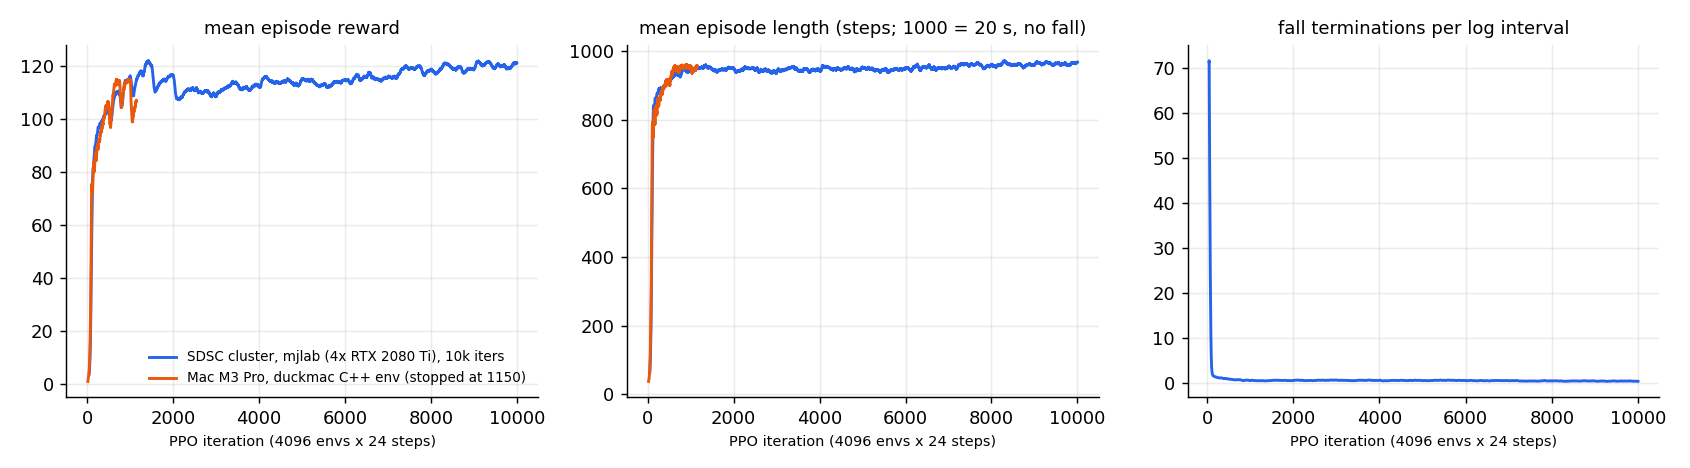 mean episode reward
120
100
80
60
40
20
0
SDSC cluster, mjlab (4x RTX 2080 Ti), 10k iters
Mac M3 Pro, duckmac C++ env (stopped at 1150)
0 2000 4000 6000 8000 10000
PPO iteration (4096 envs x 24 steps)
mean episode length (steps; 1000 = 20 s, no fall)
1000
800
600
400
200
0
0 2000 4000 6000 8000 10000
PPO iteration (4096 envs x 24 steps)
fall terminations per log interval
70
60
50
40
30
20
10
0
0 2000 4000 6000 8000 10000
PPO iteration (4096 envs x 24 steps)